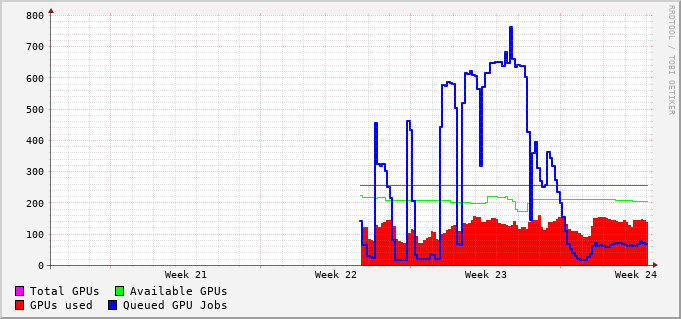 800
700
600
500
400
300
200
100
0
Week 21 Week 22 Week 23 Week 24
Total GPUs Available GPUs
GPUs used Queued GPU Jobs
RRDTOOL / TOBI OETIKER